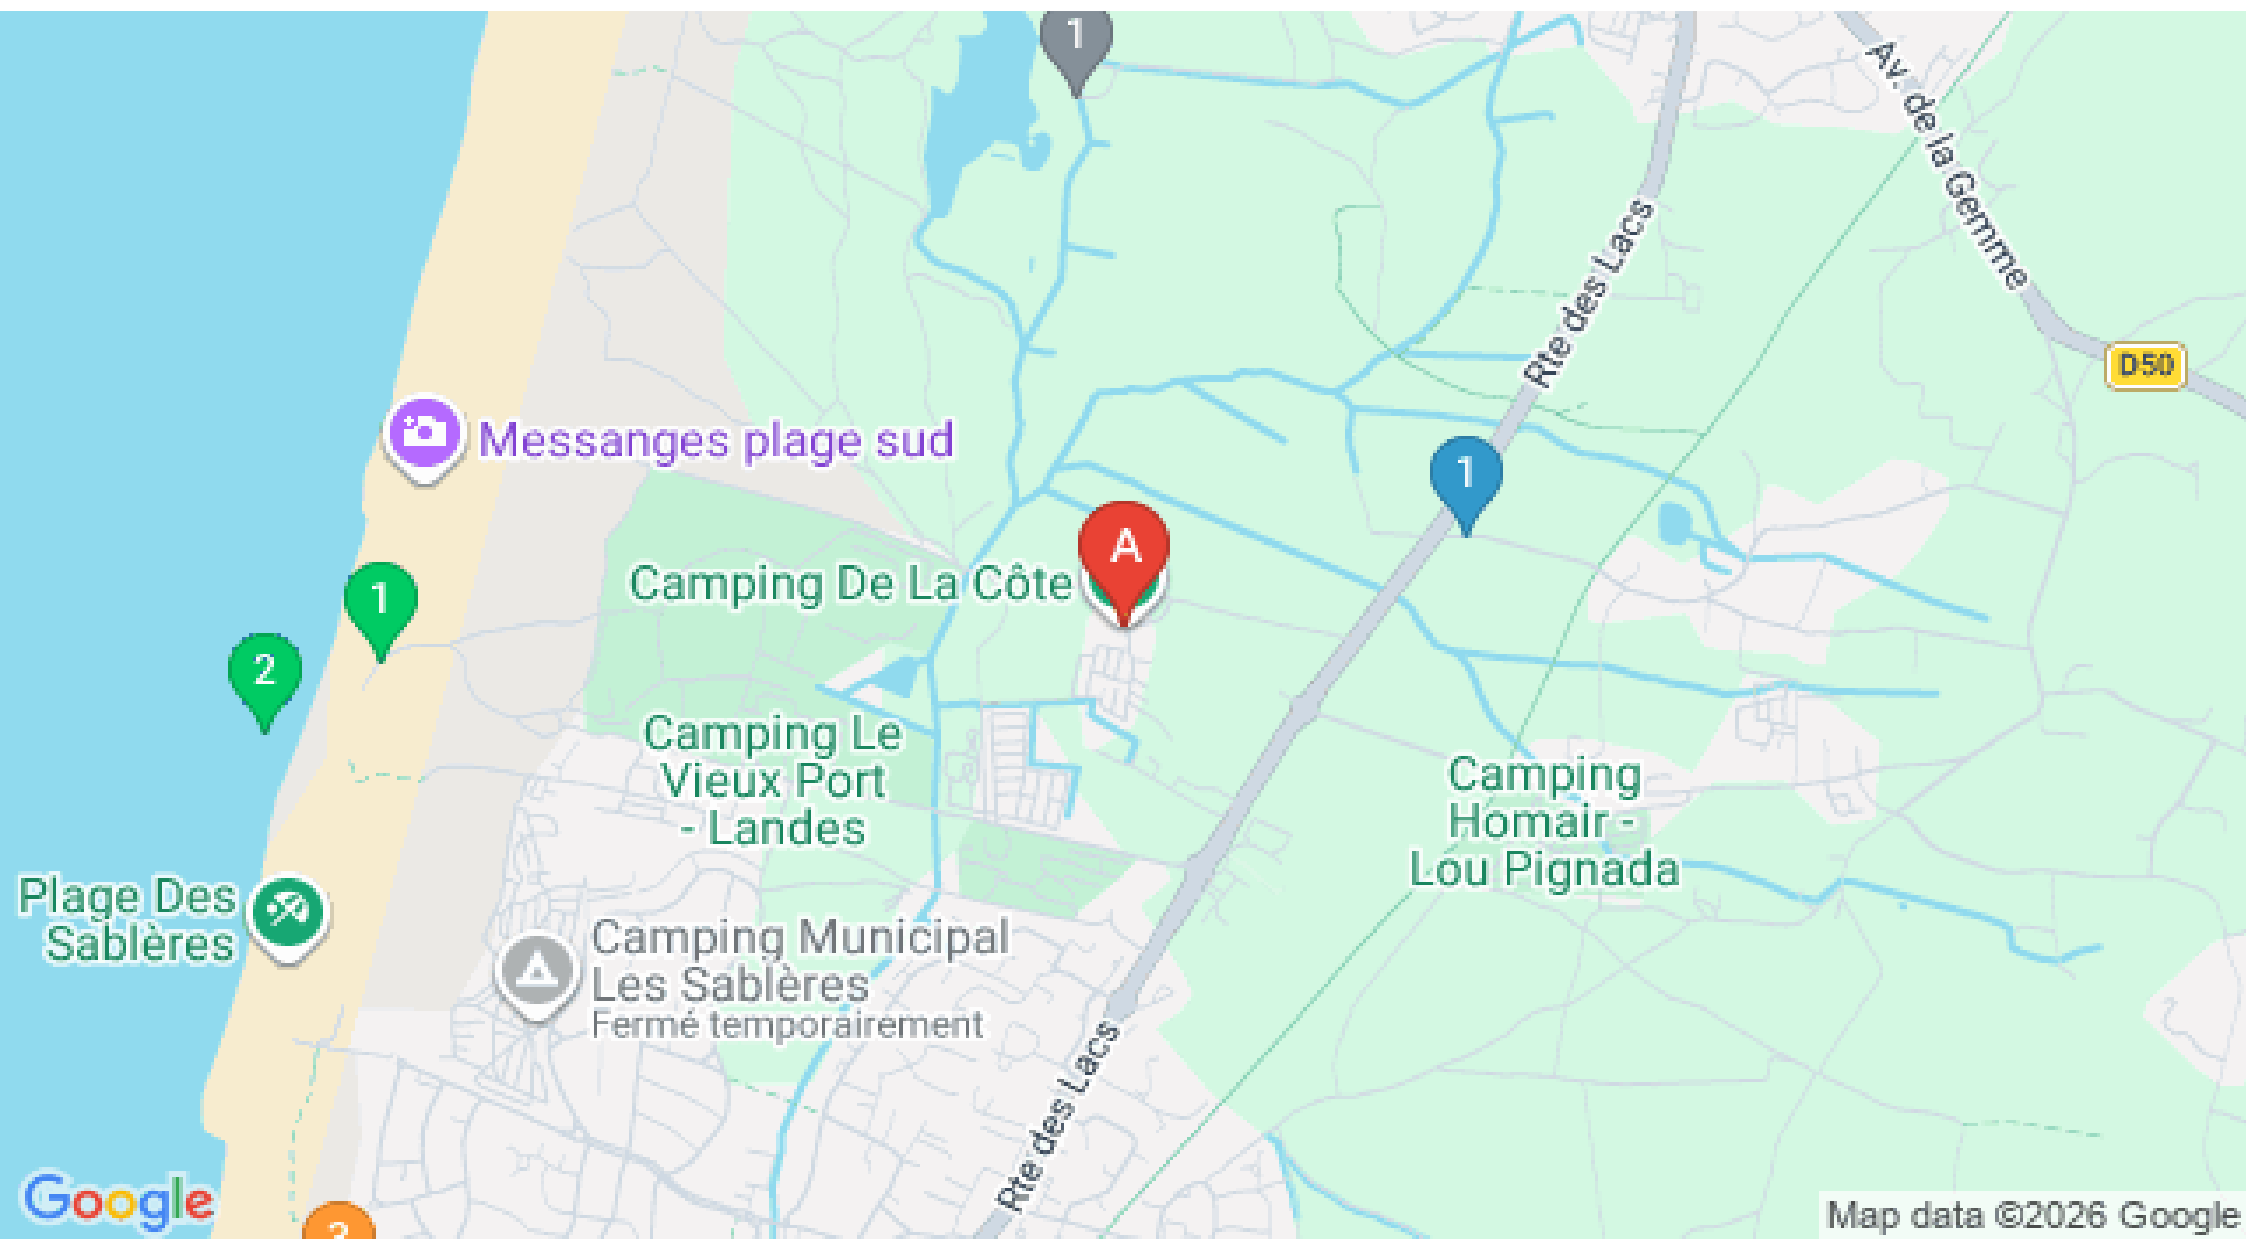 1
Av. de la Gemme
Rte des Lacs
D50
Messanges plage sud
1
A
Camping De La Côte
1
2
Camping Le
Vieux Port
- Landes
Camping
Homair -
Lou Pignada
Plage Des
Sablères
Camping Municipal
Les Sablères
Fermé temporairement
Rte des Lacs
Google
Map data ©2026 Google